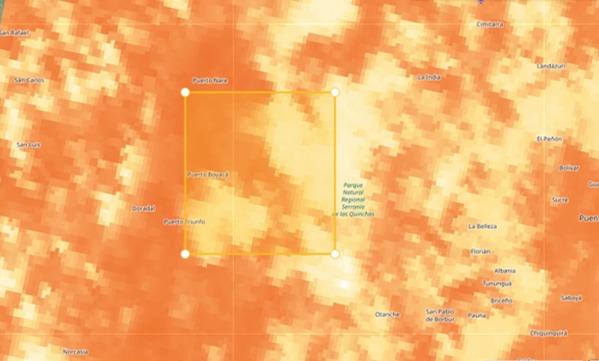 Cimitarra
San Rafael
Landázuri
Puerto Nare
La India
San Carlos
El Peñón
San Luis
Bolívar
Puerto Boyacá
Parque
Natural
Regional
Serranía
de las Quinchas
Sucre
Doradal
Puerto Triunfo
Puen
La Belleza
Florián
Albania
Tununguá
Briceño
Saboyá
Otanche
San Pablo
de Borbur
Pauna
Chiquinquirá
Norcasia